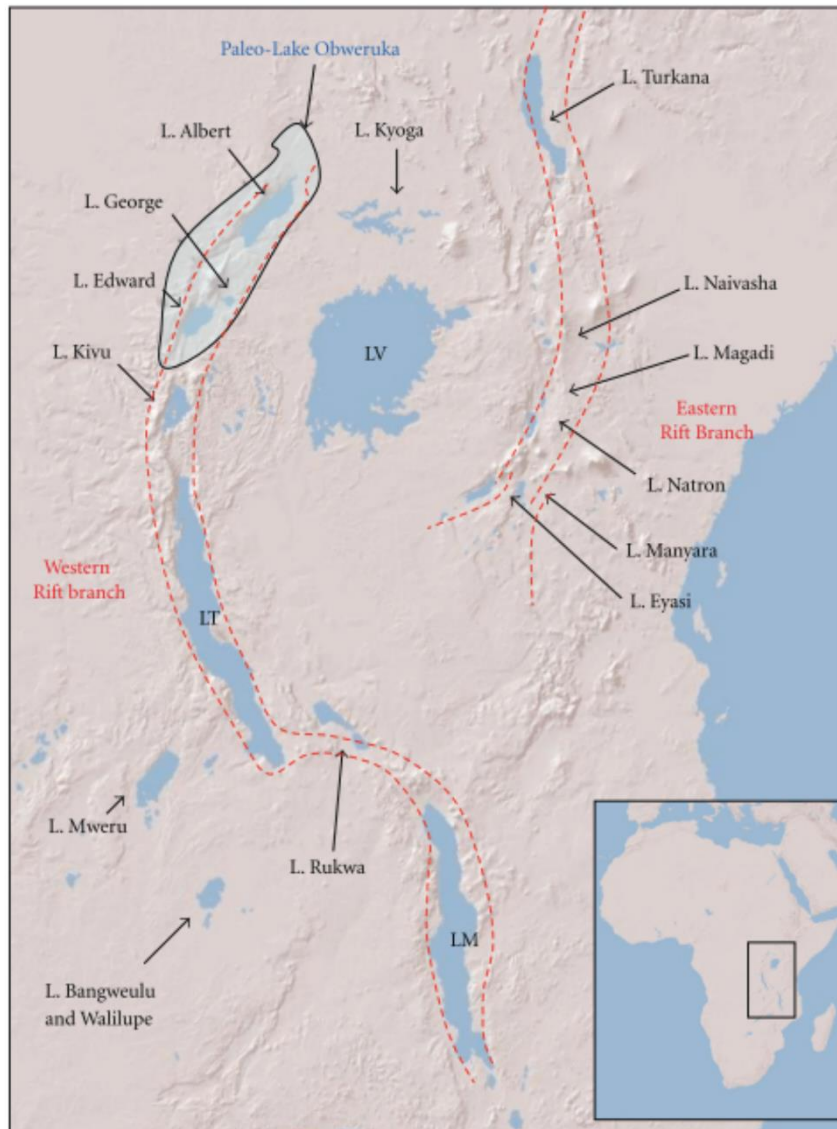 Paleo-Lake Obweruka
L. Turkana
L. Albert
L. Kyoga
L. George
L. Edward
L. Naivasha
L. Kivu
LV
L. Magadi
Eastern
Rift Branch
L. Natron
L. Manyara
Western
Rift branch
L. Eyasi
LT
L. Mweru
L. Rukwa
LM
L. Bangweulu
and Walilupe